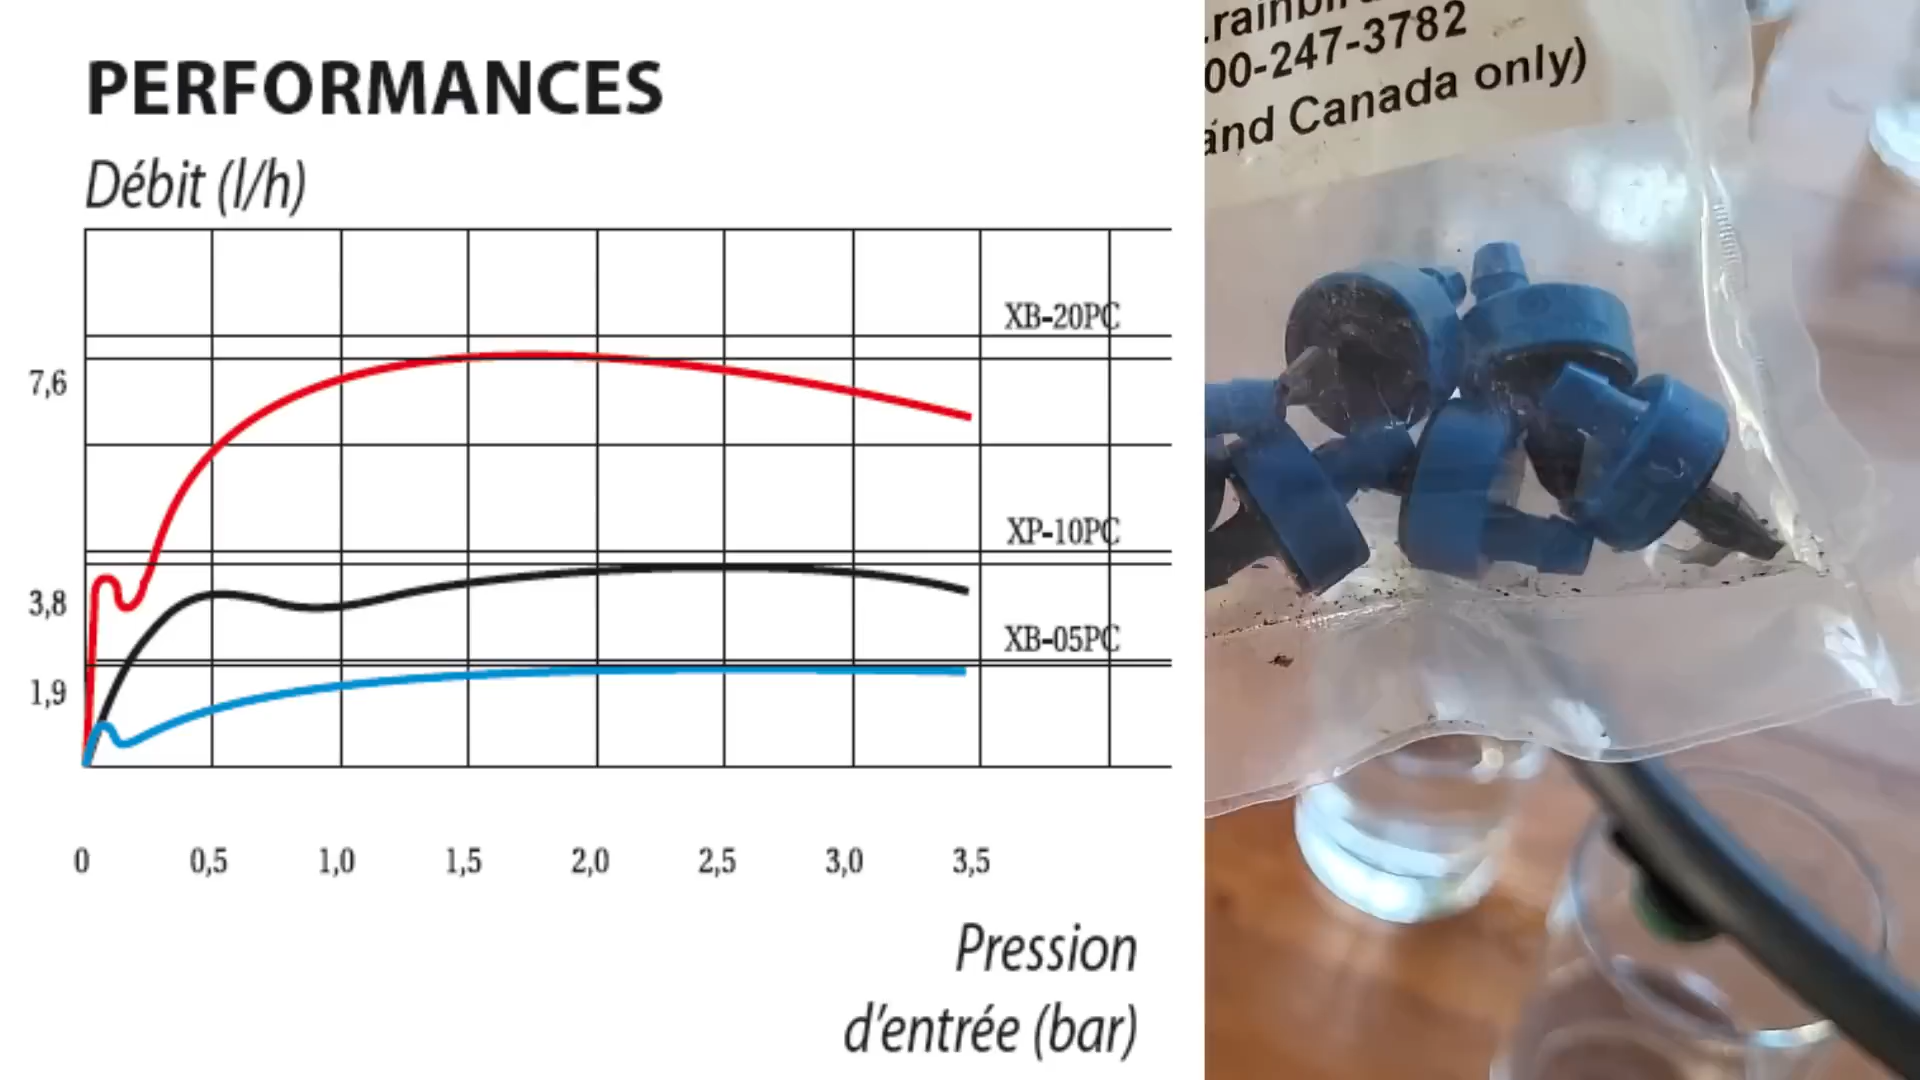 PERFORMANCES
Débit (l/h)
7,6
3,8
1,9
XB-20PC
XP-10PC
XB-05PC
0 0,5 1,0 1,5 2,0 2,5 3,0 3,5
Pression
d'entrée (bar)
00-247-3782
and Canada only)